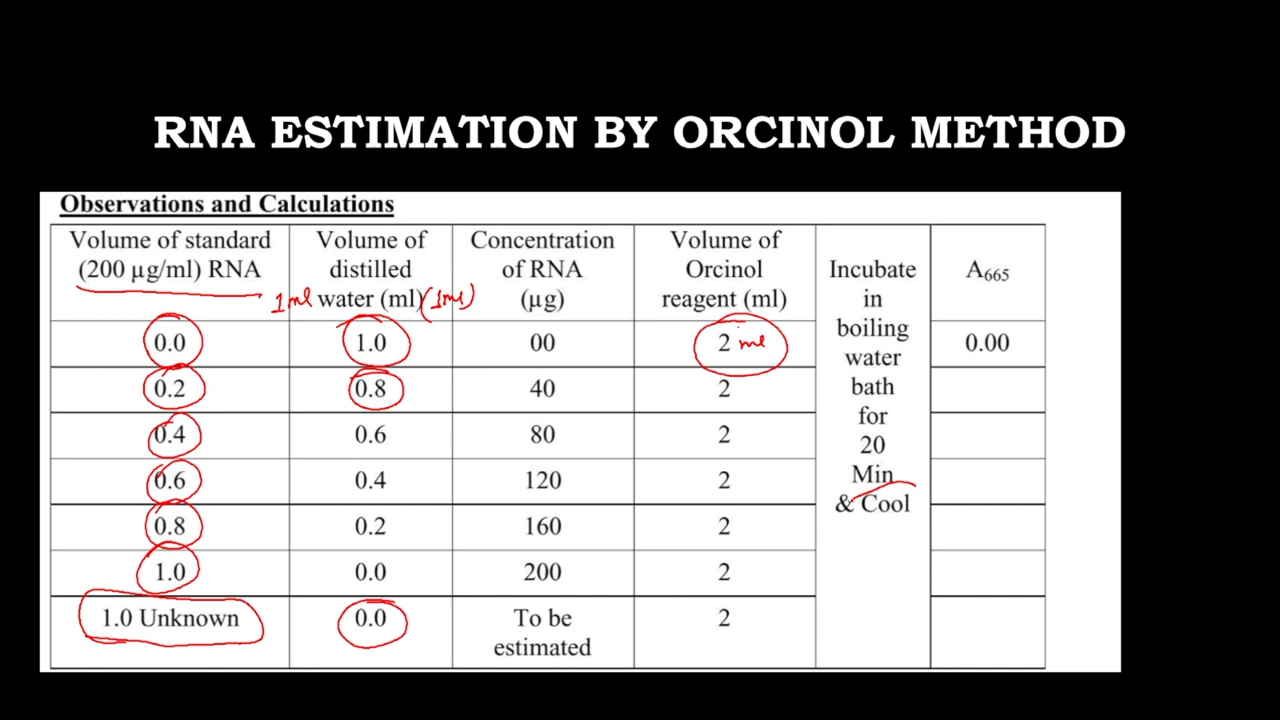 RNA ESTIMATION BY ORCINOL METHOD
Observations and Calculations
Volume of standard
(200 µg/ml) RNA
Volume of
distilled
water (ml)
1ml
(1ml)
Concentration
of RNA
(µg)
Volume of
Orcinol
reagent (ml)
Incubate
in
boiling
water
bath
for
20
Min
& Cool
A665
0.0 1.0 00 2 ml 0.00
0.2 0.8 40 2
0.4 0.6 80 2
0.6 0.4 120 2
0.8 0.2 160 2
1.0 0.0 200 2
1.0 Unknown 0.0 To be 2
estimated